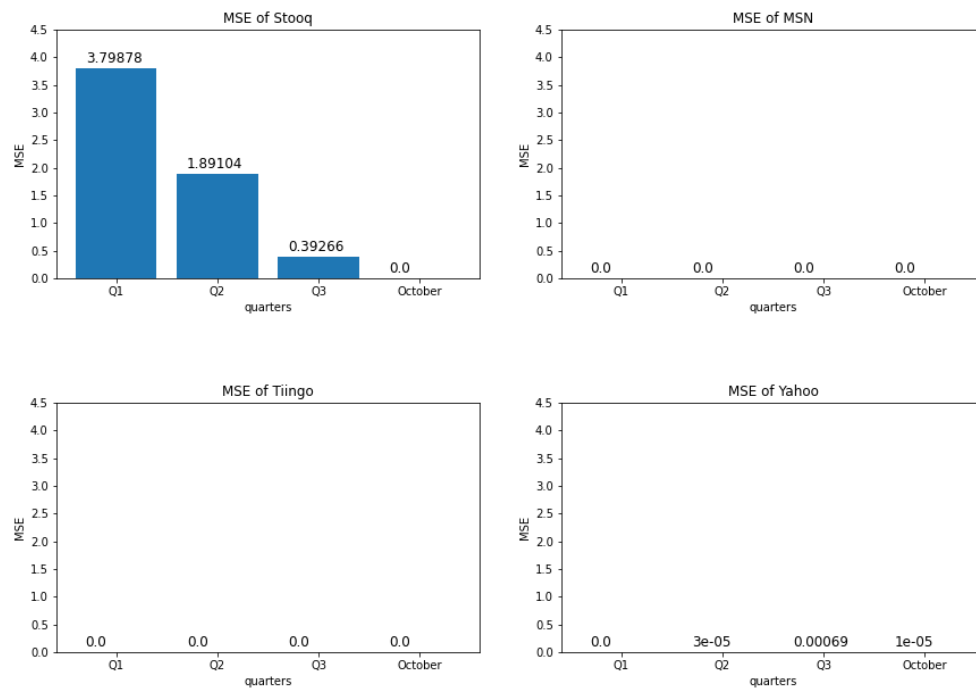 MSE of Stooq
4.5
4.0
3.5
3.0
2.5
2.0
1.5
1.0
0.5
0.0
MSE
3.79878
1.89104
0.39266
0.0
Q1 Q2 Q3 October
quarters
MSE of MSN
4.5
4.0
3.5
3.0
2.5
2.0
1.5
1.0
0.5
0.0
MSE
0.0 0.0 0.0 0.0
Q1 Q2 Q3 October
quarters
MSE of Tiingo
4.5
4.0
3.5
3.0
2.5
2.0
1.5
1.0
0.5
0.0
MSE
0.0 0.0 0.0 0.0
Q1 Q2 Q3 October
quarters
MSE of Yahoo
4.5
4.0
3.5
3.0
2.5
2.0
1.5
1.0
0.5
0.0
MSE
0.0 3e-05 0.00069 1e-05
Q1 Q2 Q3 October
quarters